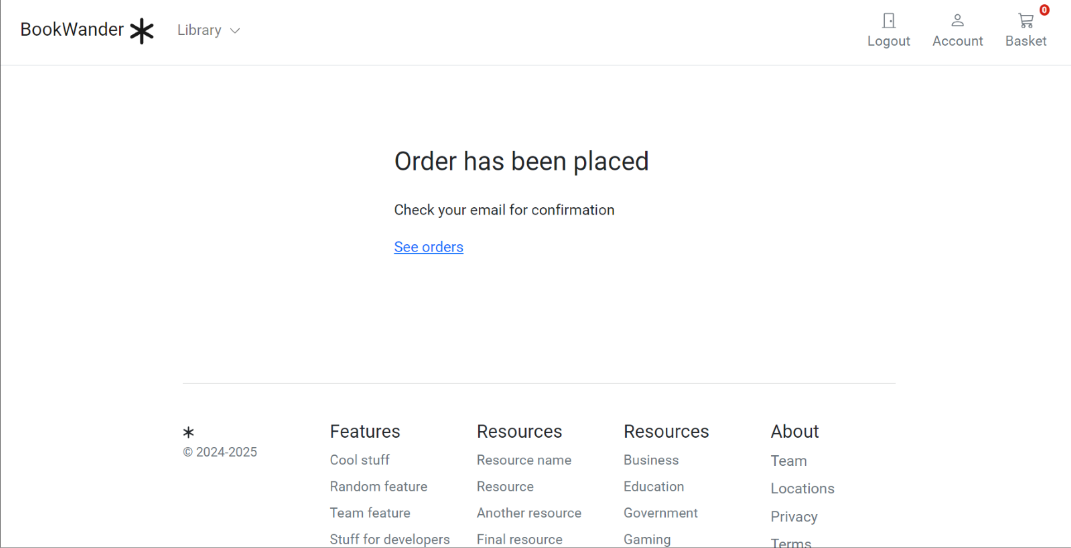 BookWander
Library
Logout
Account
0
Basket
Order has been placed
Check your email for confirmation
See orders
© 2024-2025
Features
Cool stuff
Random feature
Team feature
Stuff for developers
Resources
Resource name
Resource
Another resource
Final resource
Resources
Business
Education
Government
Gaming
About
Team
Locations
Privacy
Terms